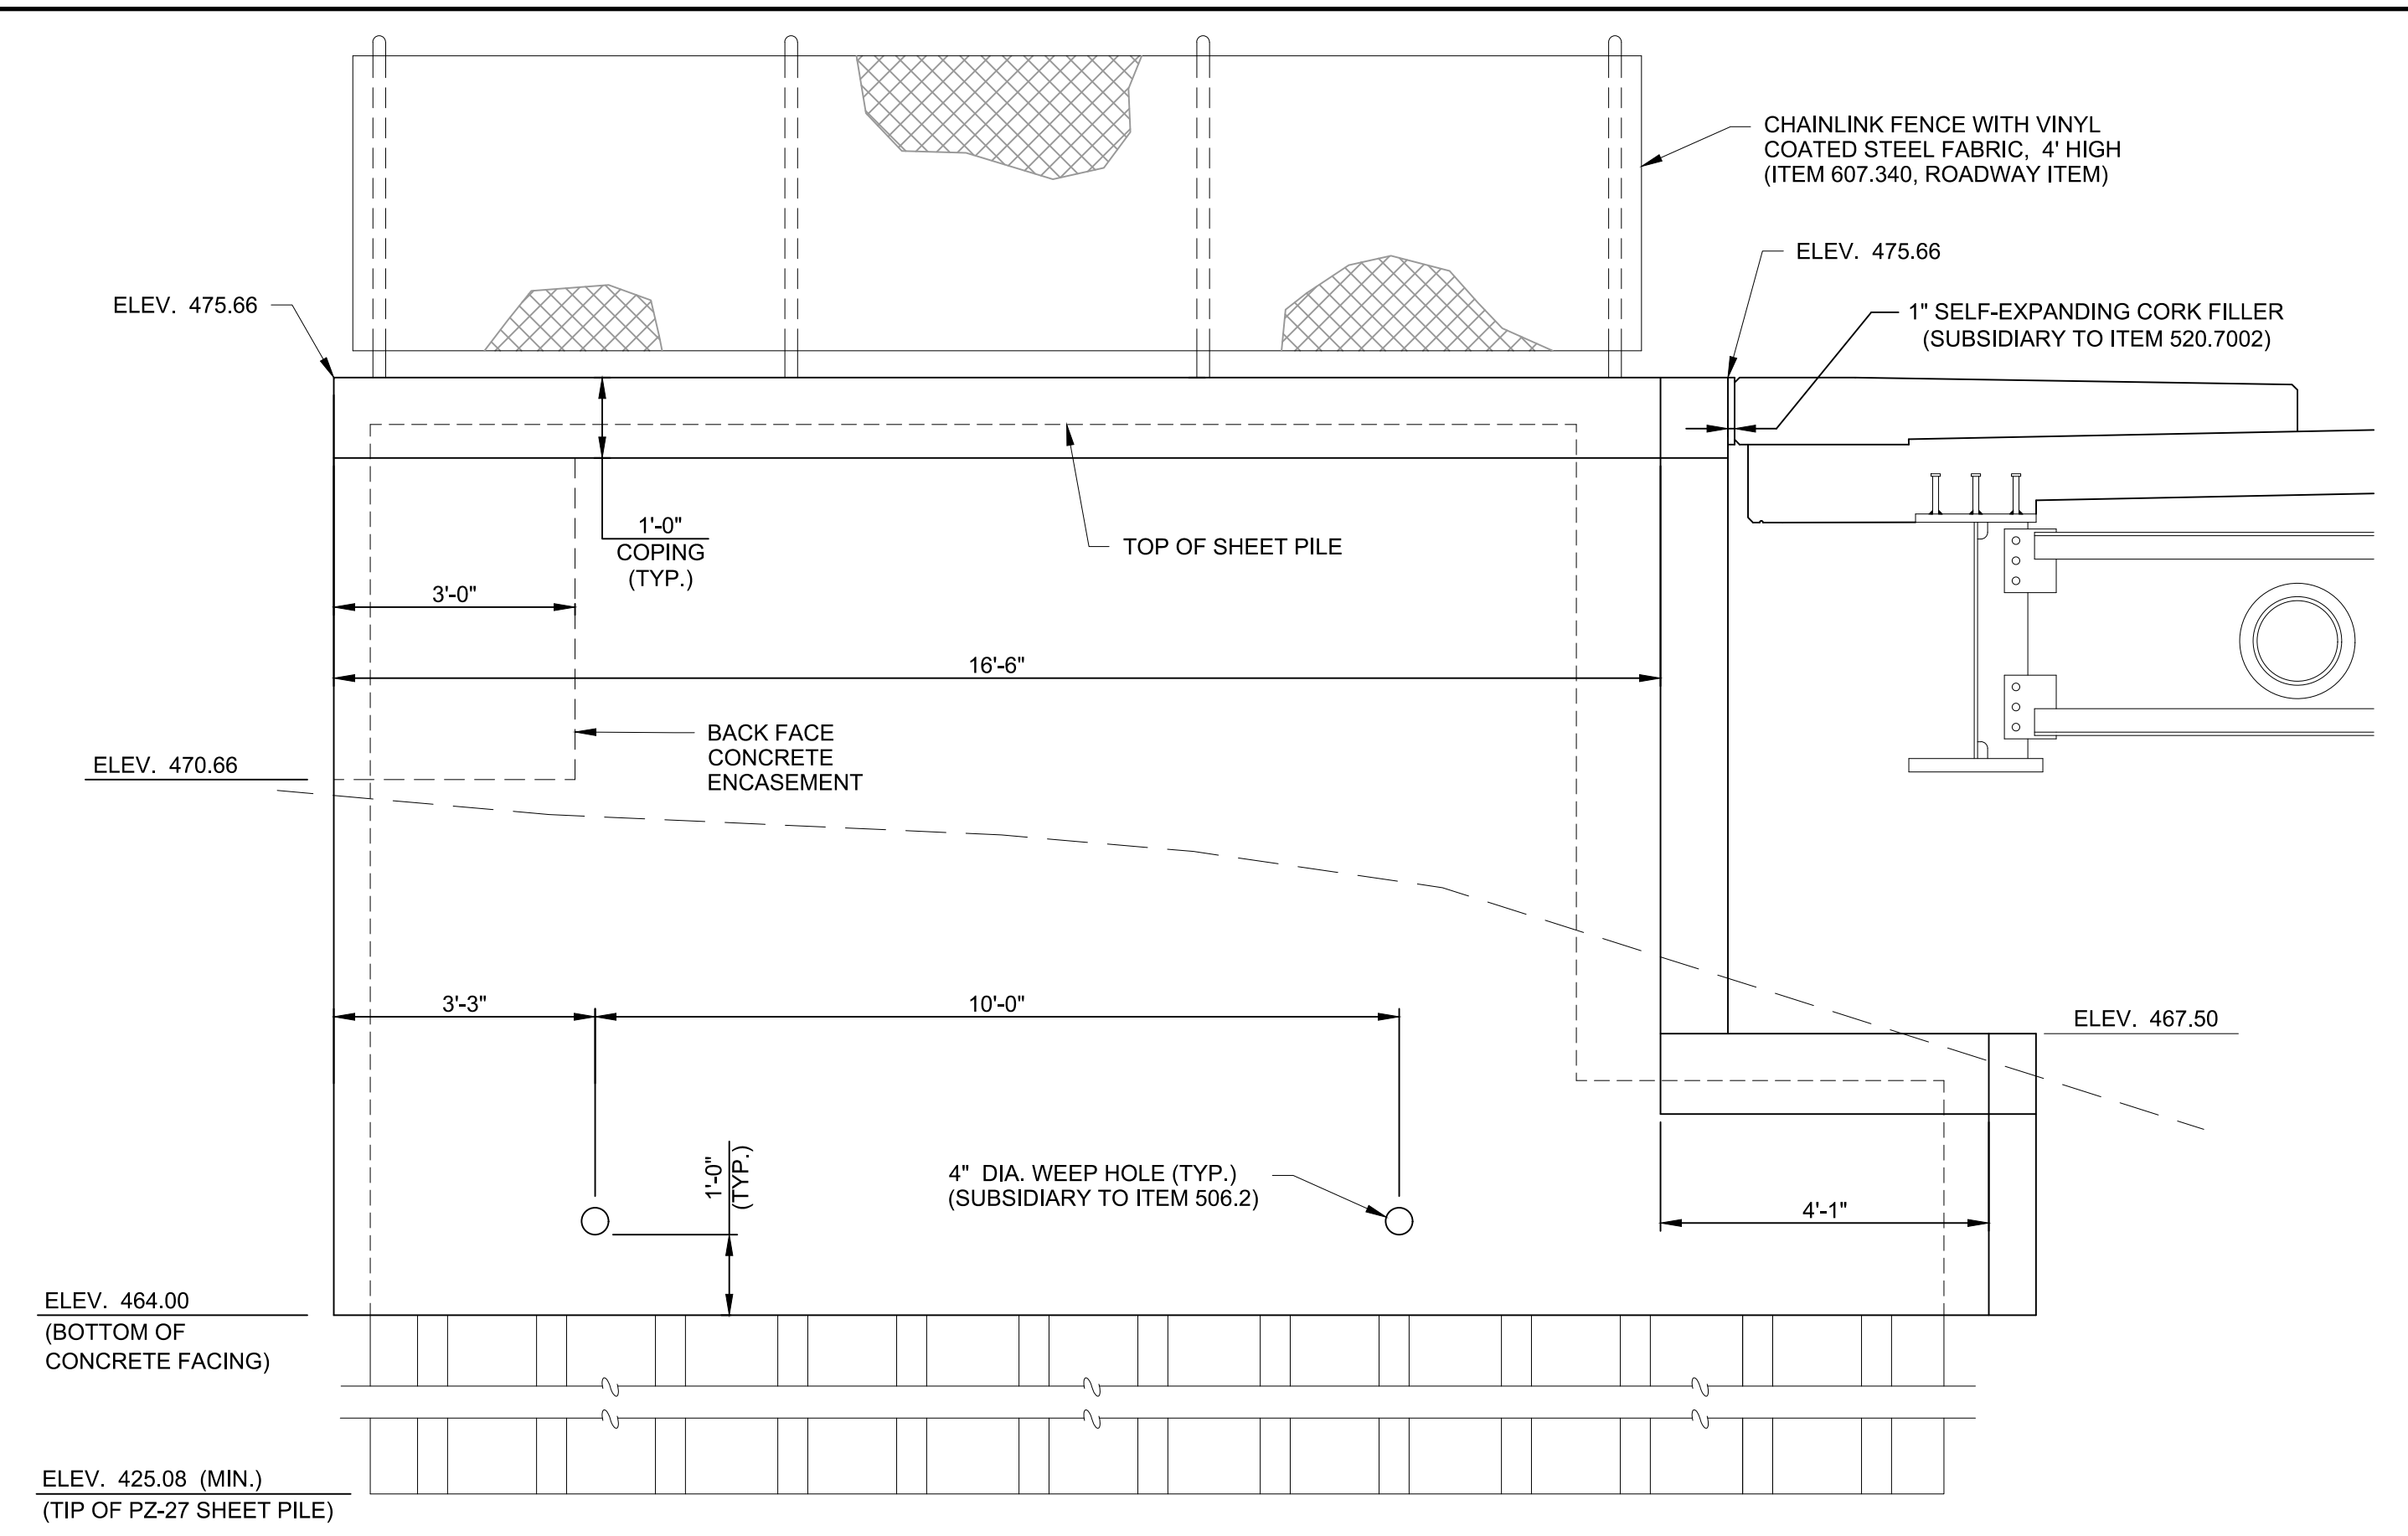 CHAINLINK FENCE WITH VINYL
COATED STEEL FABRIC, 4' HIGH
(ITEM 607.340, ROADWAY ITEM)
ELEV. 475.66
ELEV. 475.66
1" SELF-EXPANDING CORK FILLER
(SUBSIDIARY TO ITEM 520.7002)
1'-0"
COPING
(TYP.)
TOP OF SHEET PILE
3'-0"
16'-6"
BACK FACE
CONCRETE
ENCASEMENT
ELEV. 470.66
3'-3"
10'-0"
ELEV. 467.50
1'-0"
(TYP.)
4" DIA. WEEP HOLE (TYP.)
(SUBSIDIARY TO ITEM 506.2)
4'-1"
ELEV. 464.00
(BOTTOM OF
CONCRETE FACING)
ELEV. 425.08 (MIN.)
(TIP OF PZ-27 SHEET PILE)